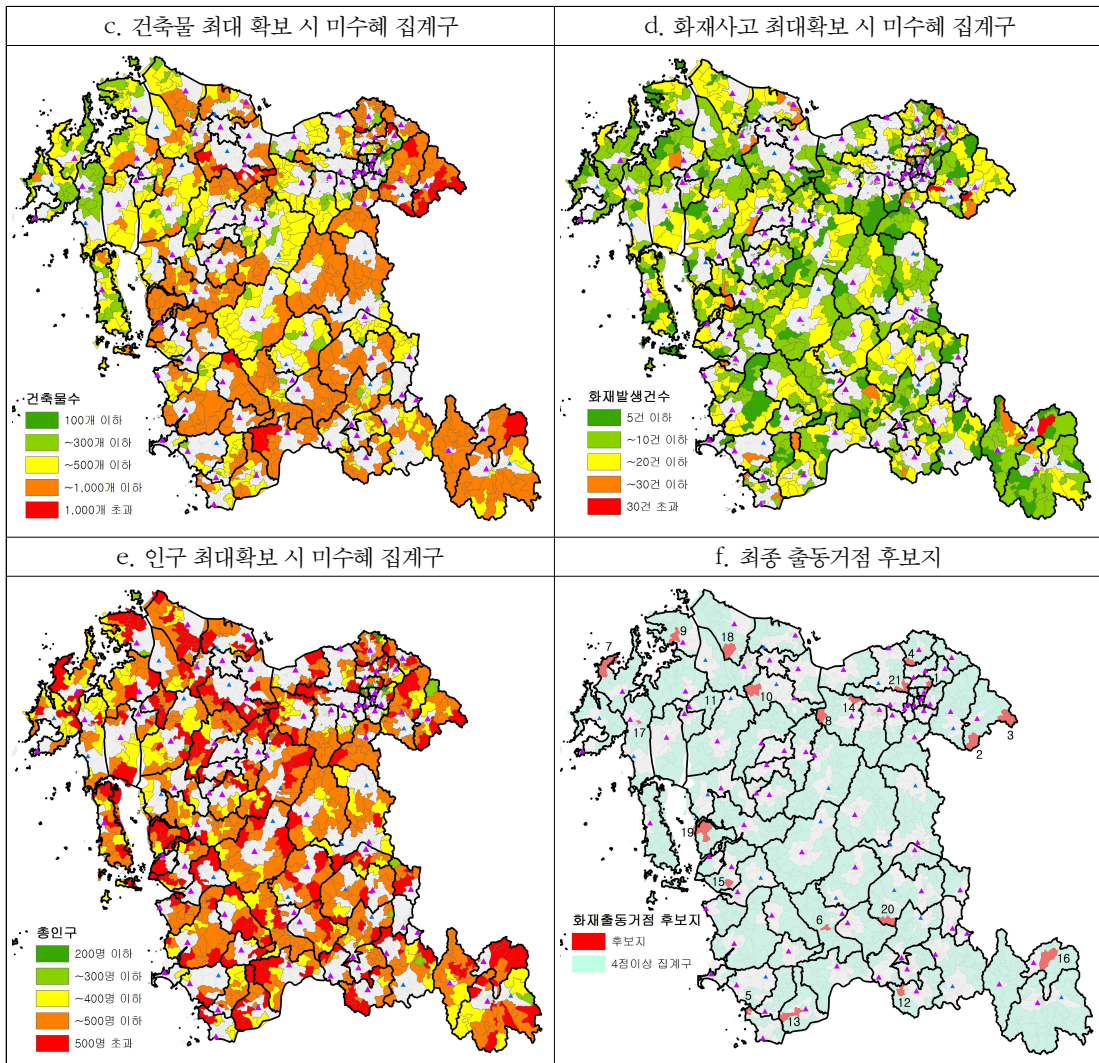 c. 건축물 최대 확보 시 미수혜 집계구
d. 화재사고 최대확보 시 미수혜 집계구
건축물수
100개 이하
~300개 이하
~500개 이하
~1,000개 이하
1,000개 초과
화재발생건수
5건 이하
~10건 이하
~20건 이하
~30건 이하
30건 초과
e. 인구 최대확보 시 미수혜 집계구
f. 최종 출동거점 후보지
총인구
200명 이하
~300명 이하
~400명 이하
~500명 이하
500명 초과
7
9
18
4
1
21
10
11
14
8
17
3
2
19
15
6
20
16
5
13
12
화재출동거점 후보지
후보지
4점이상 집계구